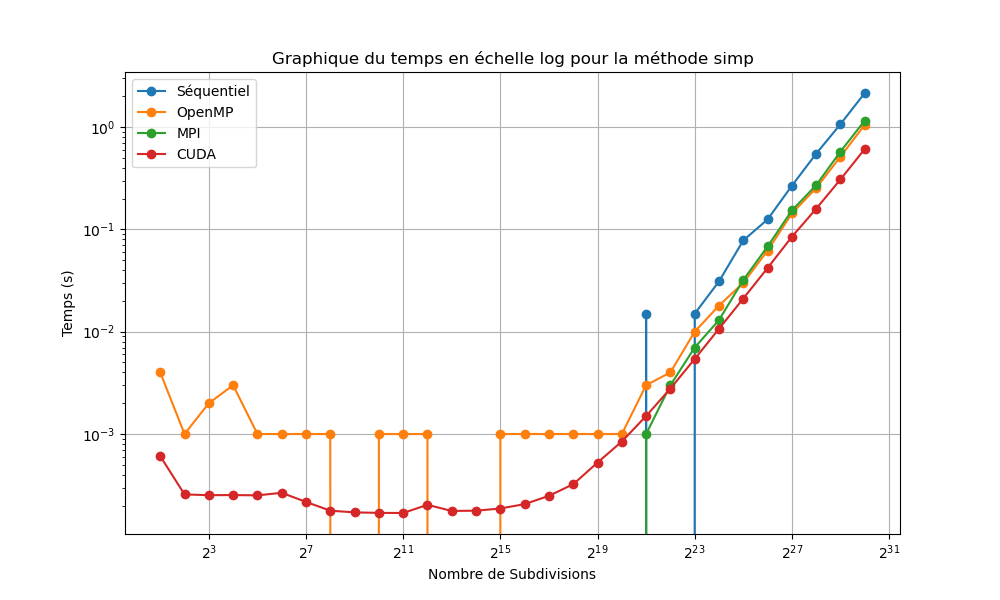 Graphique du temps en échelle log pour la méthode simp
Séquentiel
OpenMP
MPI
CUDA
Temps (s)
10⁰
10⁻¹
10⁻²
10⁻³
2³ 2⁷ 2¹¹ 2¹⁵ 2¹⁹ 2²³ 2²⁷ 2³¹
Nombre de Subdivisions